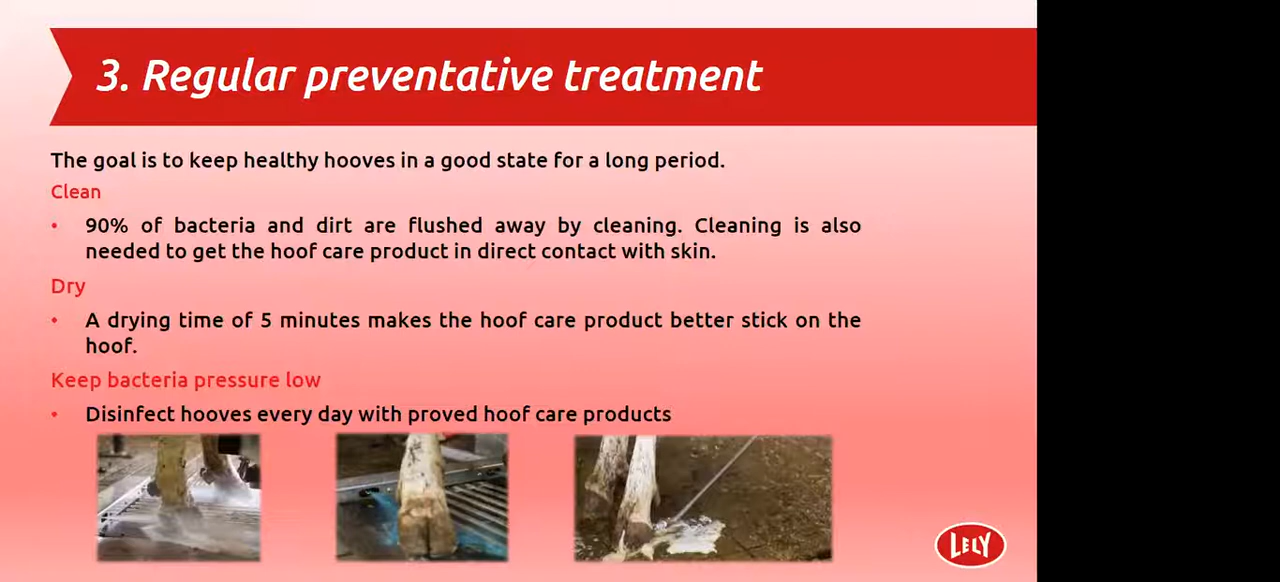 3. Regular preventative treatment
The goal is to keep healthy hooves in a good state for a long period.
Clean
• 90% of bacteria and dirt are flushed away by cleaning. Cleaning is also
needed to get the hoof care product in direct contact with skin.
Dry
• A drying time of 5 minutes makes the hoof care product better stick on the
hoof.
Keep bacteria pressure low
• Disinfect hooves every day with proved hoof care products
LELY